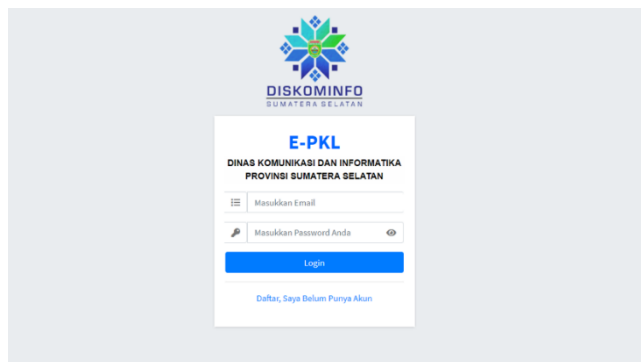 DISKOMINFO
SUMATERA SELATAN
E-PKL
DINAS KOMUNIKASI DAN INFORMATIKA
PROVINSI SUMATERA SELATAN
Masukkan Email
Masukkan Password Anda
Login
Daftar, Saya Belum Punya Akun